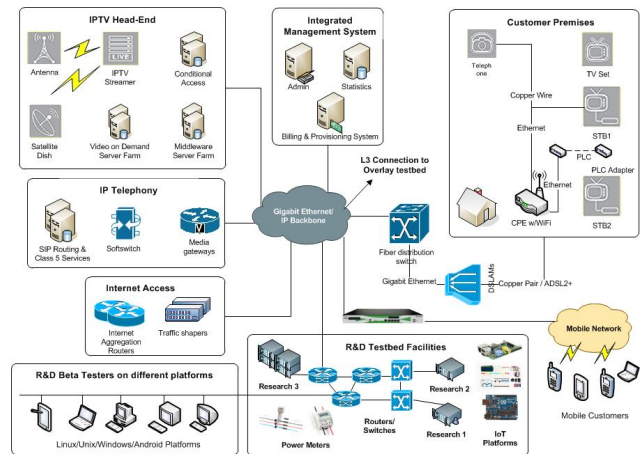 IPTV Head-End
Antenna
IPTV
Streamer
LIVE
Conditional
Access
Satellite
Dish
Video on Demand
Server Farm
Middleware
Server Farm
Integrated
Management System
Admin
Statistics
Billing & Provisioning System
Customer Premises
Teleph
one
TV Set
Copper Wire
Ethernet
STB1
PLC
Ethernet
PLC Adapter
CPE w/WiFi
STB2
L3 Connection to
Overlay testbed
IP Telephony
SIP Routing &
Class 5 Services
Softswitch
V
Media
gateways
Gigabit Ethernet/
IP Backbone
Fiber distribution
switch
Gigabit Ethernet
DSLAMs
Copper Pair / ADSL2+
Internet Access
Internet
Aggregation
Routers
Traffic shapers
Mobile Network
Mobile Customers
R&D Testbed Facilities
Research 3
Research 2
Routers/
Switches
Research 1
Power Meters
IoT
Platforms
R&D Beta Testers on different platforms
Linux/Unix/Windows/Android Platforms